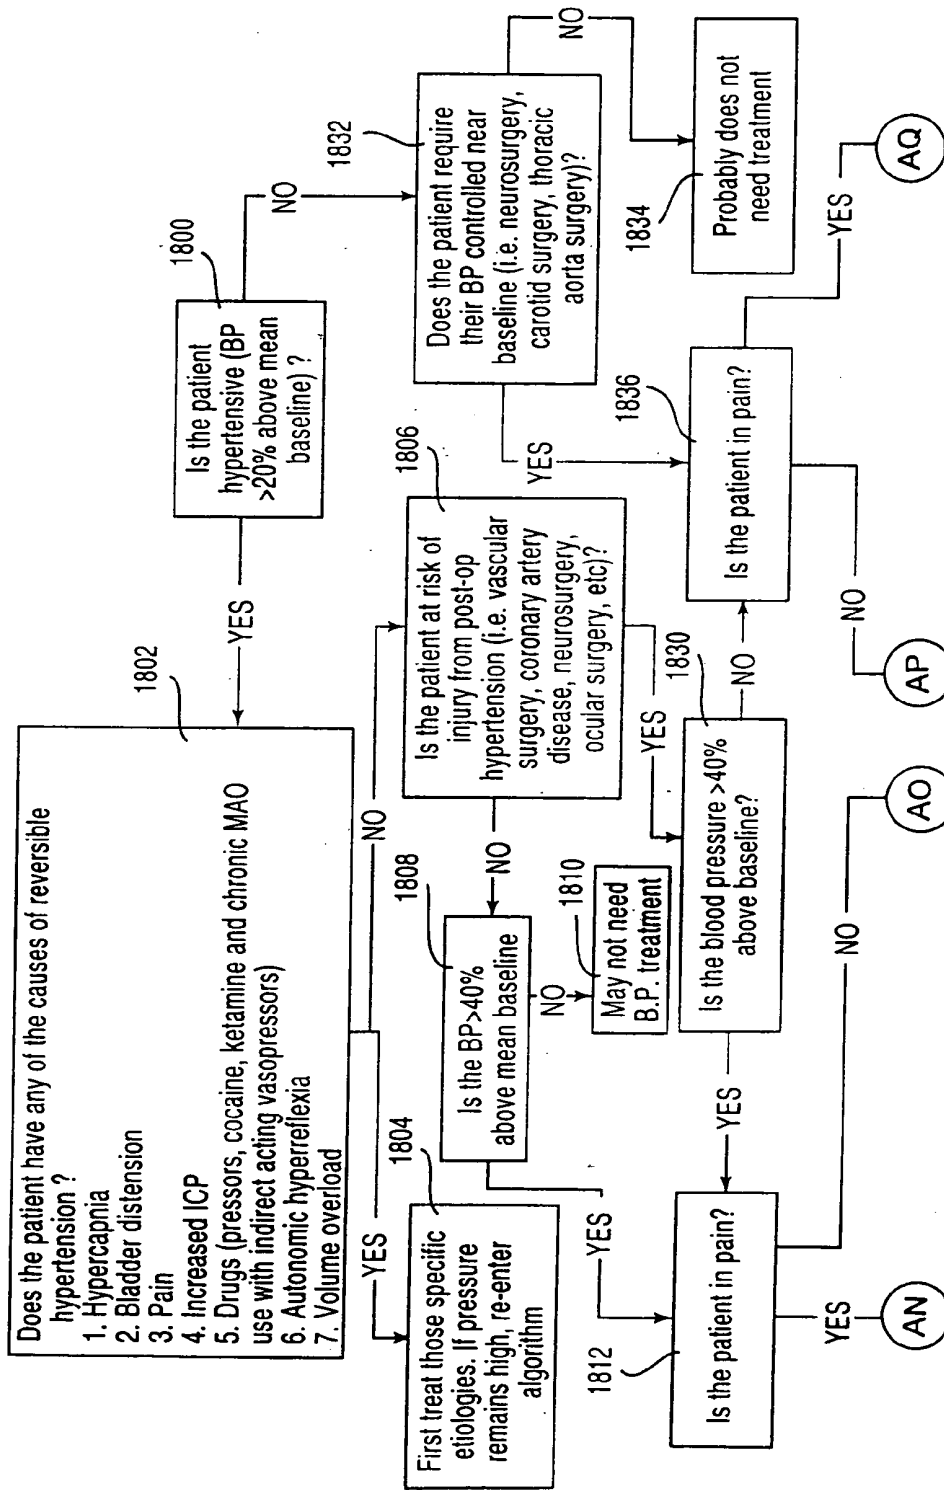 1800
Is the patient
hypertensive (BP
>20% above mean
baselinе) ?
YES
NO
1802
Does the patient have any of the causes of reversible
hypertension ?
1. Hypercapnia
2. Bladder distension
3. Pain
4. Increased ICP
5. Drugs (pressors, cocaine, ketamine and chronic MAO
use with indirect acting vasopressors)
6. Autonomic hyperreflexia
7. Volume overload
YES
NO
1804
First treat those specific
etiologies. If pressure
remains high, re-enter
algorithm
1806
Is the patient at risk of
injury from post-op
hypertension (i.e. vascular
surgery, coronary artery
disease, neurosurgery,
ocular surgery, etc)?
NO
YES
1808
Is the BP>40%
above mean baseline
YES
NO
1810
May not need
B.P. treatment
1832
Does the patient require
their BP controlled near
baseline (i.e. neurosurgery,
carotid surgery, thoracic
aorta surgery)?
YES
NO
1834
Probably does not
need treatment
1830
Is the blood pressure >40%
above baseline?
YES
NO
1812
Is the patient in pain?
YES
NO
1836
Is the patient in pain?
NO
YES
AN
AO
AP
AQ